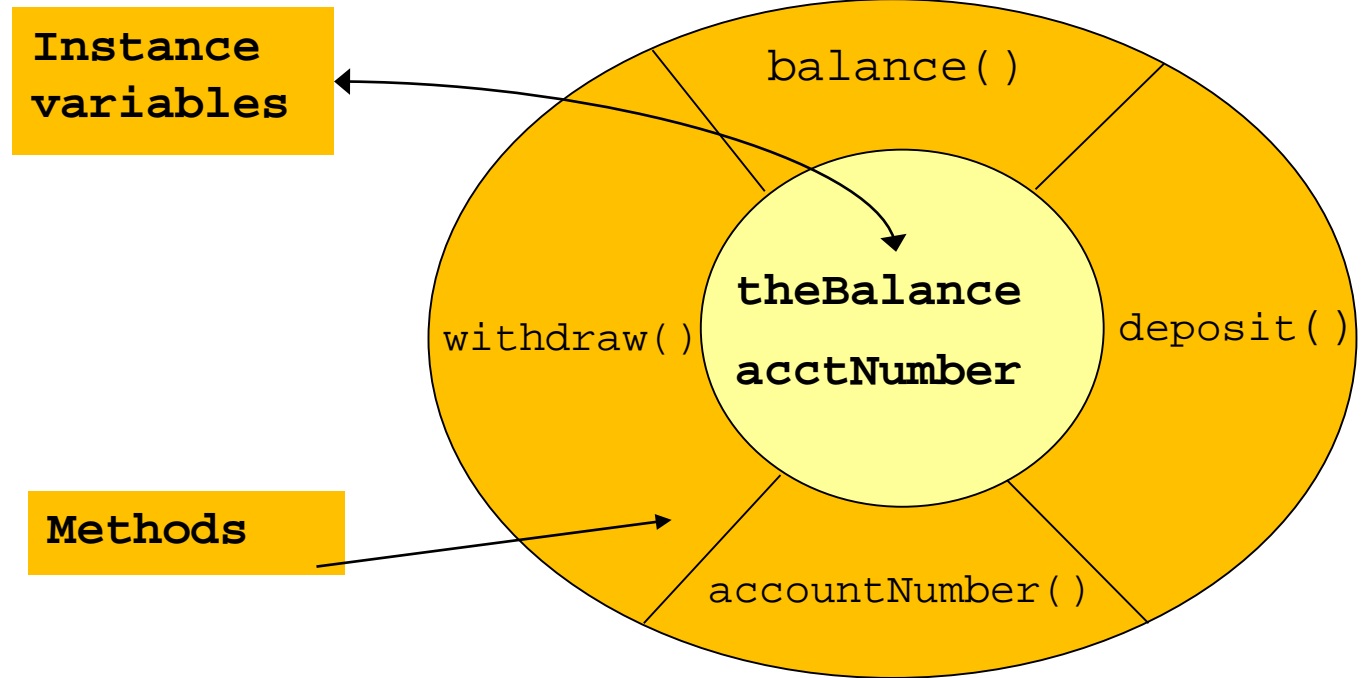 Instance
variables
balance()
theBalance
withdraw()
deposit()
acctNumber
Methods
accountNumber()